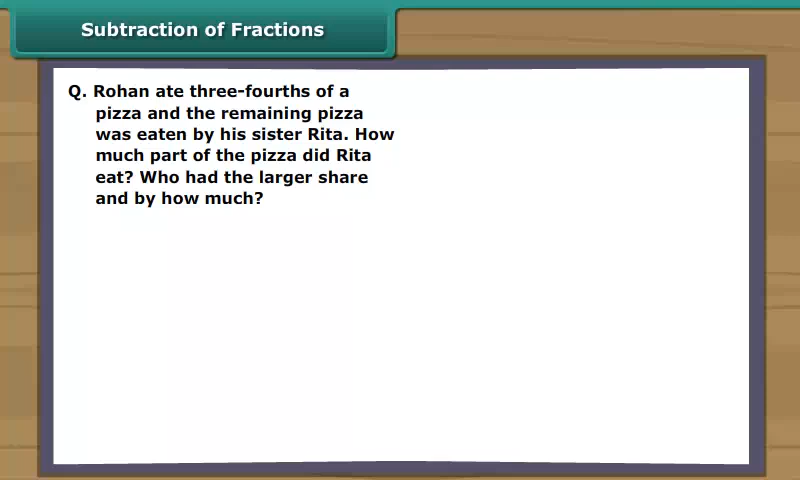 Subtraction of Fractions
Q. Rohan ate three-fourths of a
pizza and the remaining pizza
was eaten by his sister Rita. How
much part of the pizza did Rita
eat? Who had the larger share
and by how much?